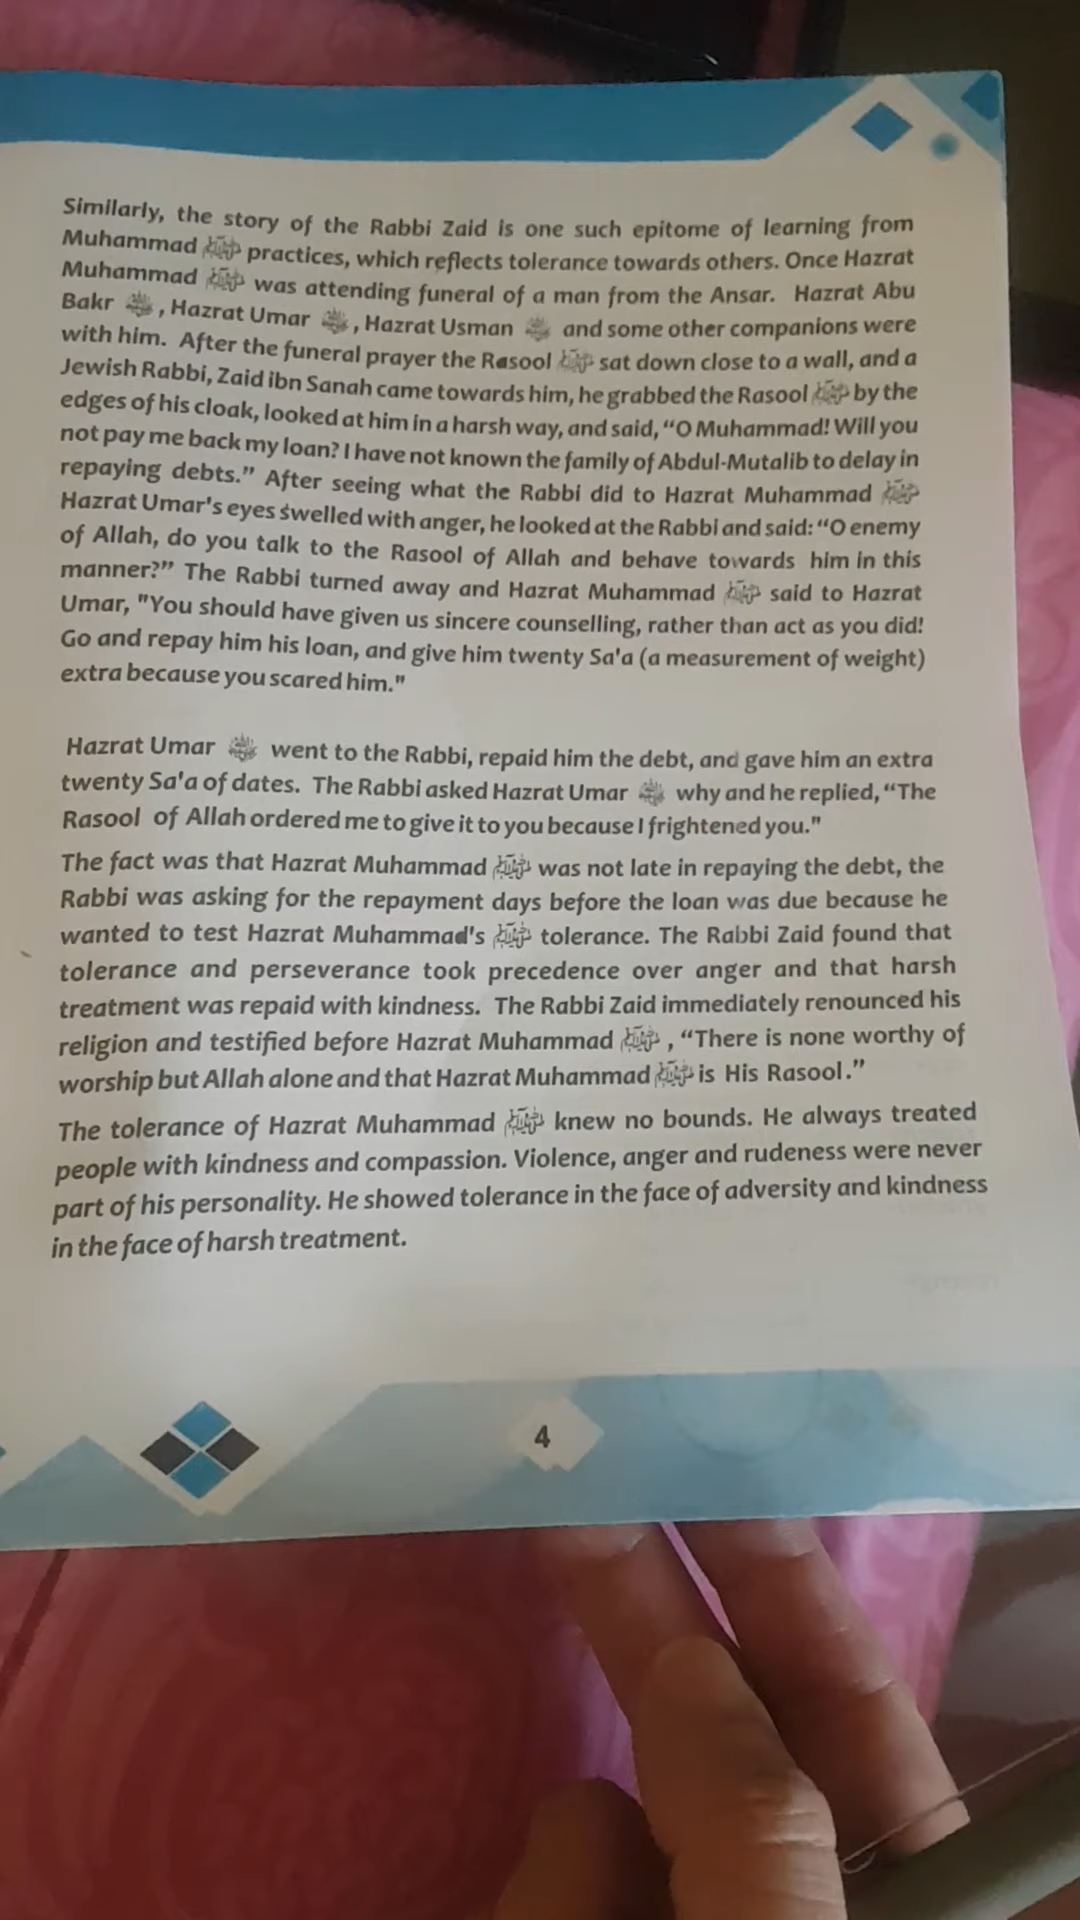 Similarly, the story of the Rabbi Zaid is one such epitome of learning from
Muhammad ﷺ practices, which reflects tolerance towards others. Once Hazrat
Muhammad ﷺ was attending funeral of a man from the Ansar. Hazrat Abu
Bakr , Hazrat Umar , Hazrat Usman and some other companions were
with him. After the funeral prayer the Rasool ﷺ sat down close to a wall, and a
Jewish Rabbi, Zaid ibn Sanah came towards him, he grabbed the Rasool ﷺ by the
edges of his cloak, looked at him in a harsh way, and said, “O Muhammad! Will you
not pay me back my loan? I have not known the family of Abdul-Mutalib to delay in
repaying debts.” After seeing what the Rabbi did to Hazrat Muhammad ﷺ
Hazrat Umar's eyes swelled with anger, he looked at the Rabbi and said: “O enemy
of Allah, do you talk to the Rasool of Allah and behave towards him in this
manner?” The Rabbi turned away and Hazrat Muhammad ﷺ said to Hazrat
Umar, "You should have given us sincere counselling, rather than act as you did!
Go and repay him his loan, and give him twenty Sa'a (a measurement of weight)
extra because you scared him."
Hazrat Umar went to the Rabbi, repaid him the debt, and gave him an extra
twenty Sa'a of dates. The Rabbi asked Hazrat Umar why and he replied, “The
Rasool of Allah ordered me to give it to you because I frightened you."
The fact was that Hazrat Muhammad ﷺ was not late in repaying the debt, the
Rabbi was asking for the repayment days before the loan was due because he
wanted to test Hazrat Muhammad's ﷺ tolerance. The Rabbi Zaid found that
tolerance and perseverance took precedence over anger and that harsh
treatment was repaid with kindness. The Rabbi Zaid immediately renounced his
religion and testified before Hazrat Muhammad ﷺ , “There is none worthy of
worship but Allah alone and that Hazrat Muhammad ﷺ is His Rasool.”
The tolerance of Hazrat Muhammad ﷺ knew no bounds. He always treated
people with kindness and compassion. Violence, anger and rudeness were never
part of his personality. He showed tolerance in the face of adversity and kindness
in the face of harsh treatment.
4